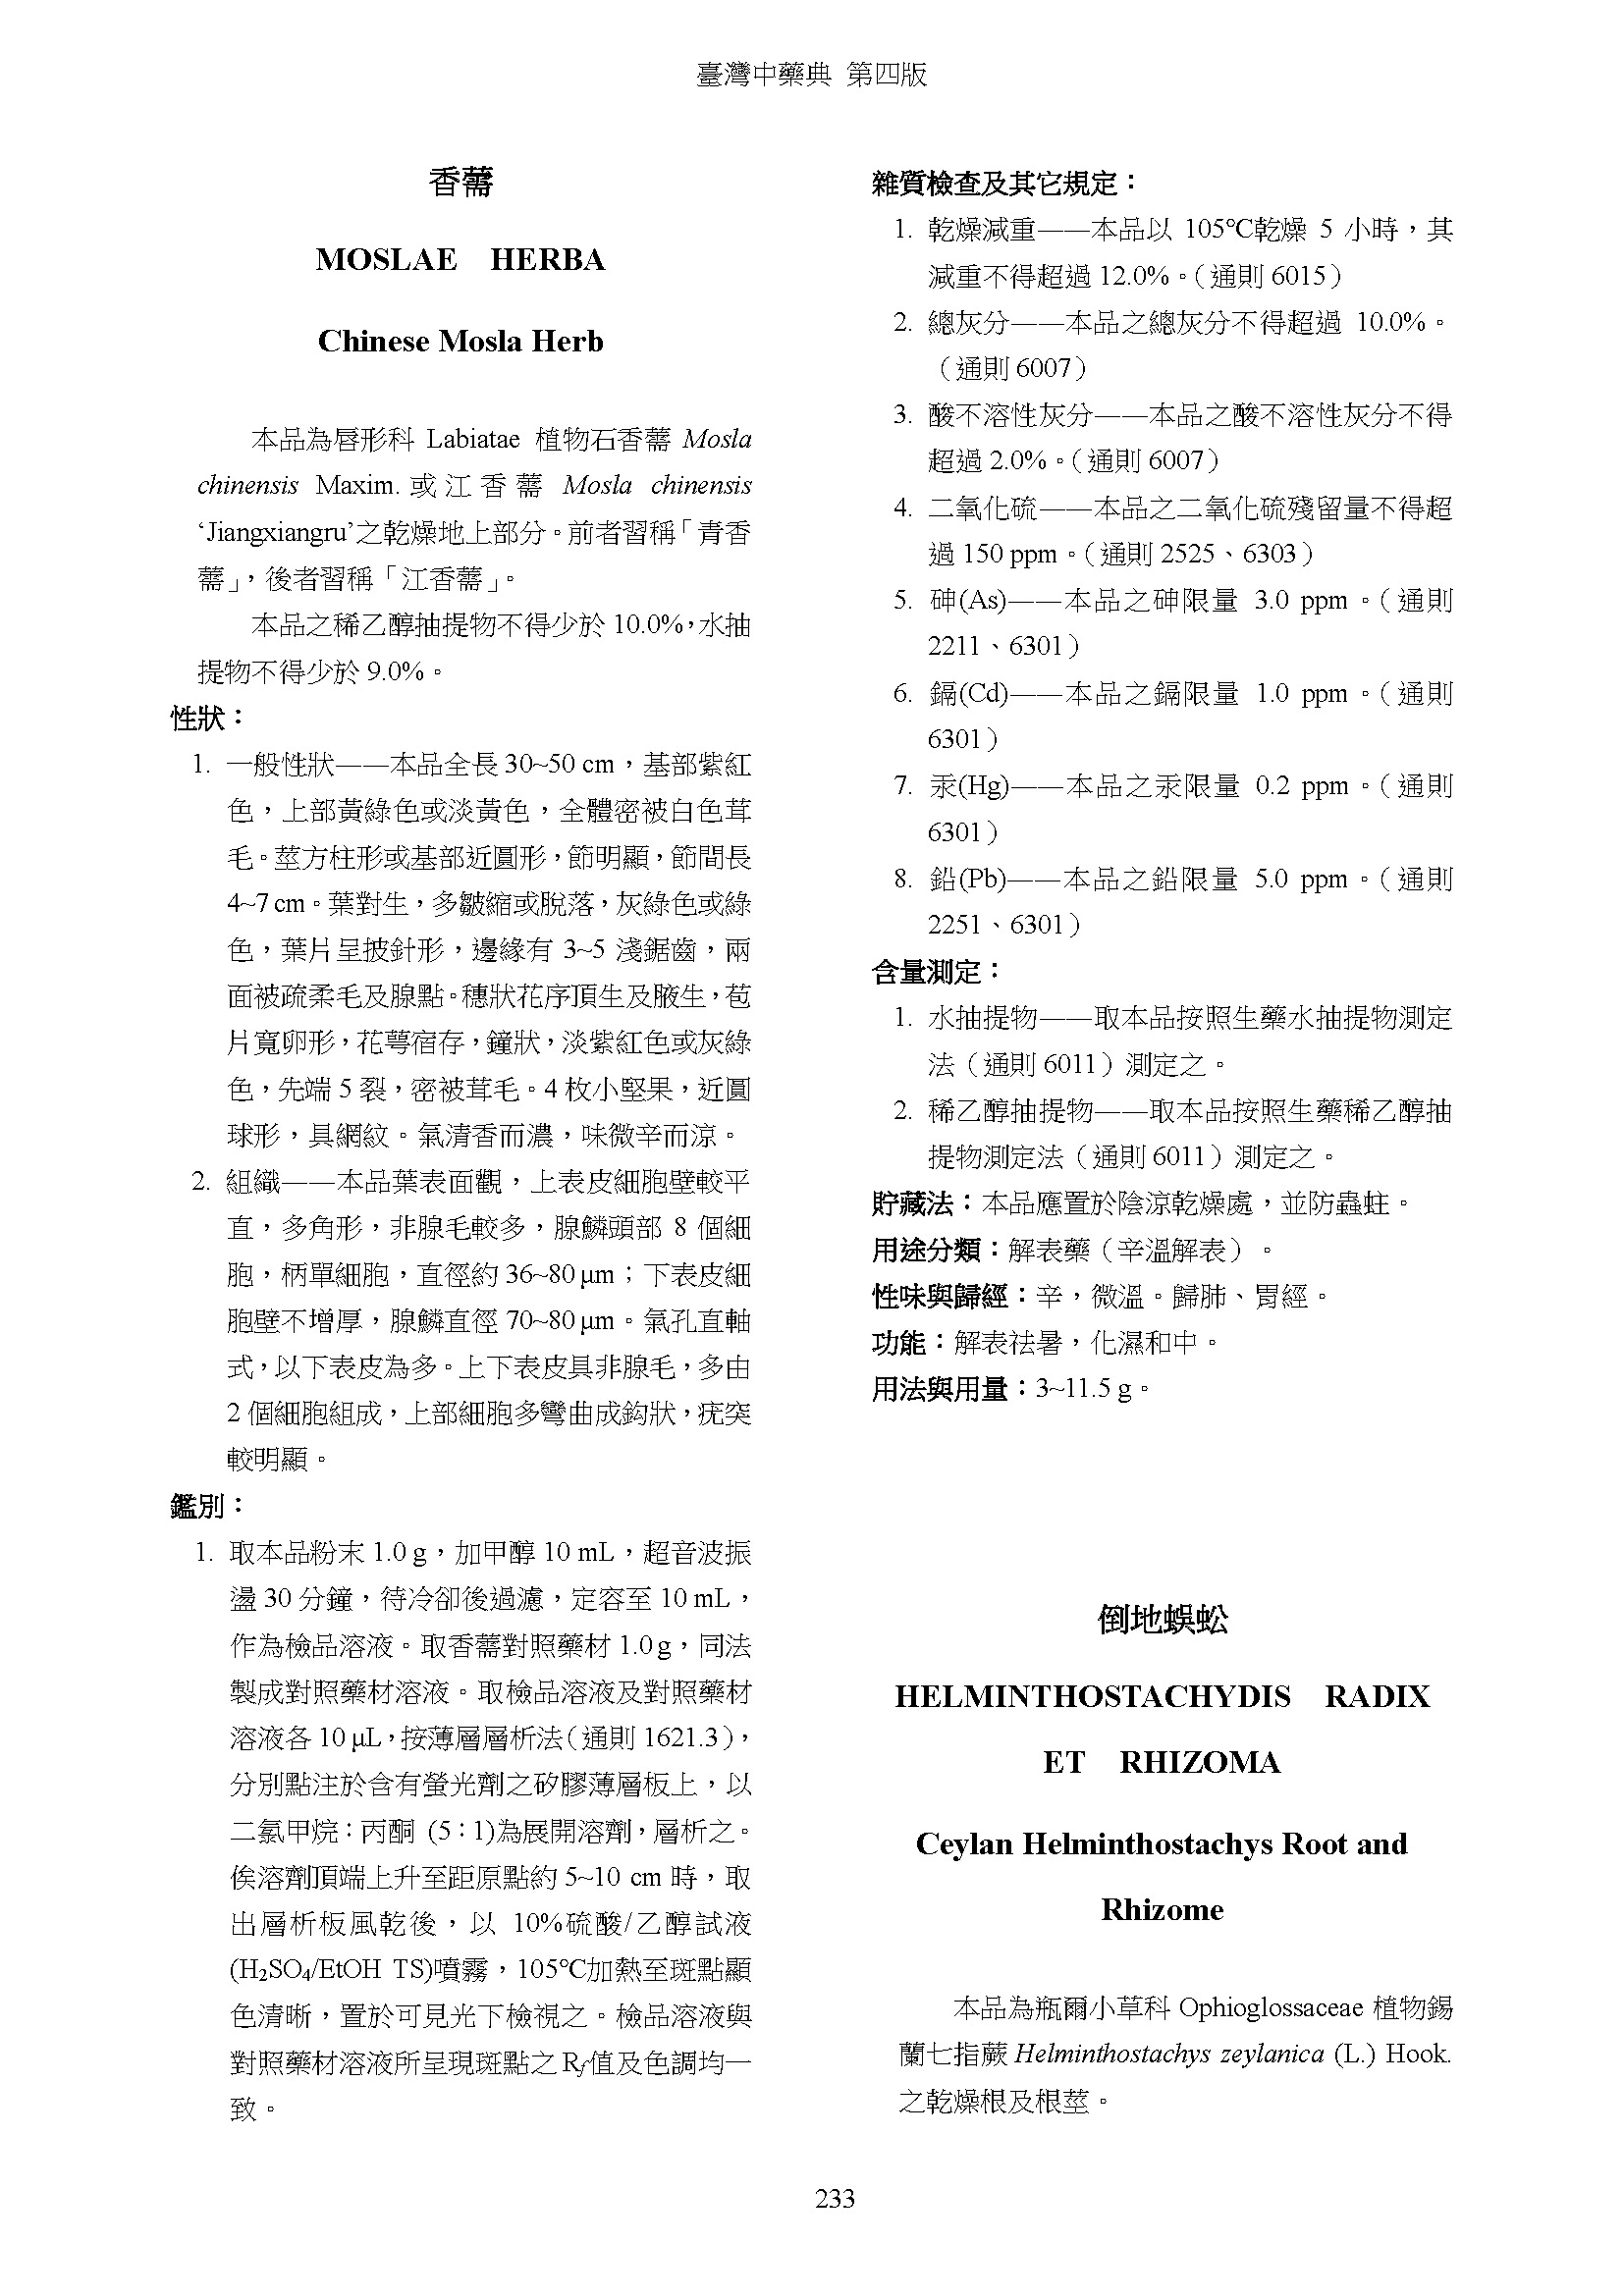 臺灣中藥典 第四版
香薷
MOSLAE HERBA
Chinese Mosla Herb
本品為唇形科 Labiatae 植物石香薷 Mosla
chinensis Maxim. 或江香薷 Mosla chinensis
‘Jiangxiangru’之乾燥地上部分。前者習稱「青香
薷」，後者習稱「江香薷」。
本品之稀乙醇抽提物不得少於 10.0%，水抽
提物不得少於 9.0%。
性狀：
1. 一般性狀——本品全長 30~50 cm，基部紫紅
色，上部黃綠色或淡黃色，全體密被白色茸
毛。莖方柱形或基部近圓形，節明顯，節間長
4~7 cm。葉對生，多皺縮或脫落，灰綠色或綠
色，葉片呈披針形，邊緣有 3~5 淺鋸齒，兩
面被疏柔毛及腺點。穗狀花序頂生及腋生，苞
片寬卵形，花萼宿存，鐘狀，淡紫紅色或灰綠
色，先端 5 裂，密被茸毛。4 枚小堅果，近圓
球形，具網紋。氣清香而濃，味微辛而涼。
2. 組織——本品葉表面觀，上表皮細胞壁較平
直，多角形，非腺毛較多，腺鱗頭部 8 個細
胞，柄單細胞，直徑約 36~80 μm；下表皮細
胞壁不增厚，腺鱗直徑 70~80 μm。氣孔直軸
式，以下表皮為多。上下表皮具非腺毛，多由
2 個細胞組成，上部細胞多彎曲成鈎狀，疣突
較明顯。
鑑別：
1. 取本品粉末 1.0 g，加甲醇 10 mL，超音波振
盪 30 分鐘，待冷卻後過濾，定容至 10 mL，
作為檢品溶液。取香薷對照藥材 1.0 g，同法
製成對照藥材溶液。取檢品溶液及對照藥材
溶液各 10 μL，按薄層層析法（通則 1621.3），
分別點注於含有螢光劑之矽膠薄層板上，以
二氯甲烷：丙酮 (5：1)為展開溶劑，層析之。
俟溶劑頂端上升至距原點約 5~10 cm 時，取
出層析板風乾後，以 10%硫酸/乙醇試液
(H₂SO₄/EtOH TS)噴霧，105℃加熱至斑點顯
色清晰，置於可見光下檢視之。檢品溶液與
對照藥材溶液所呈現斑點之 Rf值及色調均一
致。
雜質檢查及其它規定：
1. 乾燥減重——本品以 105℃乾燥 5 小時，其
減重不得超過 12.0%。（通則 6015）
2. 總灰分——本品之總灰分不得超過 10.0%。
（通則 6007）
3. 酸不溶性灰分——本品之酸不溶性灰分不得
超過 2.0%。（通則 6007）
4. 二氧化硫——本品之二氧化硫殘留量不得超
過 150 ppm。（通則 2525、6303）
5. 砷(As)——本品之砷限量 3.0 ppm。（通則
2211、6301）
6. 鎘(Cd)——本品之鎘限量 1.0 ppm。（通則
6301）
7. 汞(Hg)——本品之汞限量 0.2 ppm。（通則
6301）
8. 鉛(Pb)——本品之鉛限量 5.0 ppm。（通則
2251、6301）
含量測定：
1. 水抽提物——取本品按照生藥水抽提物測定
法（通則 6011）測定之。
2. 稀乙醇抽提物——取本品按照生藥稀乙醇抽
提物測定法（通則 6011）測定之。
貯藏法：本品應置於陰涼乾燥處，並防蟲蛀。
用途分類：解表藥（辛溫解表）。
性味與歸經：辛，微溫。歸肺、胃經。
功能：解表祛暑，化濕和中。
用法與用量：3~11.5 g。
倒地蜈蚣
HELMINTHOSTACHYDIS RADIX
ET RHIZOMA
Ceylan Helminthostachys Root and
Rhizome
本品為瓶爾小草科 Ophioglossaceae 植物錫
蘭七指蕨 Helminthostachys zeylanica (L.) Hook.
之乾燥根及根莖。
233